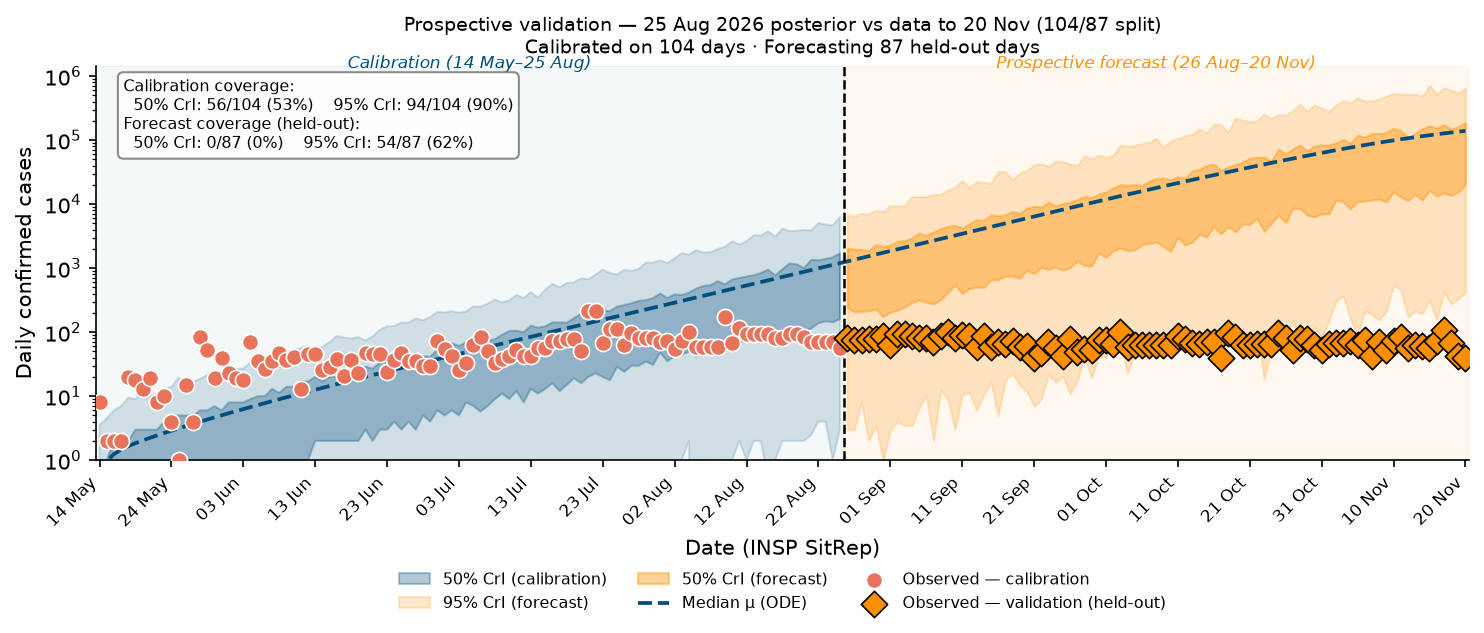 Prospective validation — 25 Aug 2026 posterior vs data to 20 Nov (104/87 split)
Calibrated on 104 days · Forecasting 87 held-out days
Calibration (14 May–25 Aug)
Prospective forecast (26 Aug–20 Nov)
Calibration coverage:
50% CrI: 56/104 (53%) 95% CrI: 94/104 (90%)
Forecast coverage (held-out):
50% CrI: 0/87 (0%) 95% CrI: 54/87 (62%)
Daily confirmed cases
10⁶
10⁵
10⁴
10³
10²
10¹
10⁰
14 May
24 May
03 Jun
13 Jun
23 Jun
03 Jul
13 Jul
23 Jul
02 Aug
12 Aug
22 Aug
01 Sep
11 Sep
21 Sep
01 Oct
11 Oct
21 Oct
31 Oct
10 Nov
20 Nov
Date (INSP SitRep)
50% CrI (calibration)
95% CrI (forecast)
50% CrI (forecast)
Median μ (ODE)
Observed — calibration
Observed — validation (held-out)